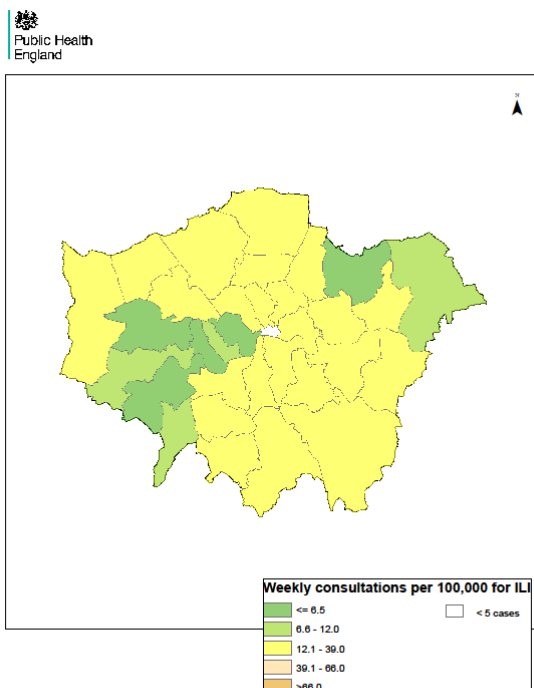 Public Health
England
N
Weekly consultations per 100,000 for ILI
<= 6.5
< 5 cases
6.6 - 12.0
12.1 - 39.0
39.1 - 66.0
>66.0